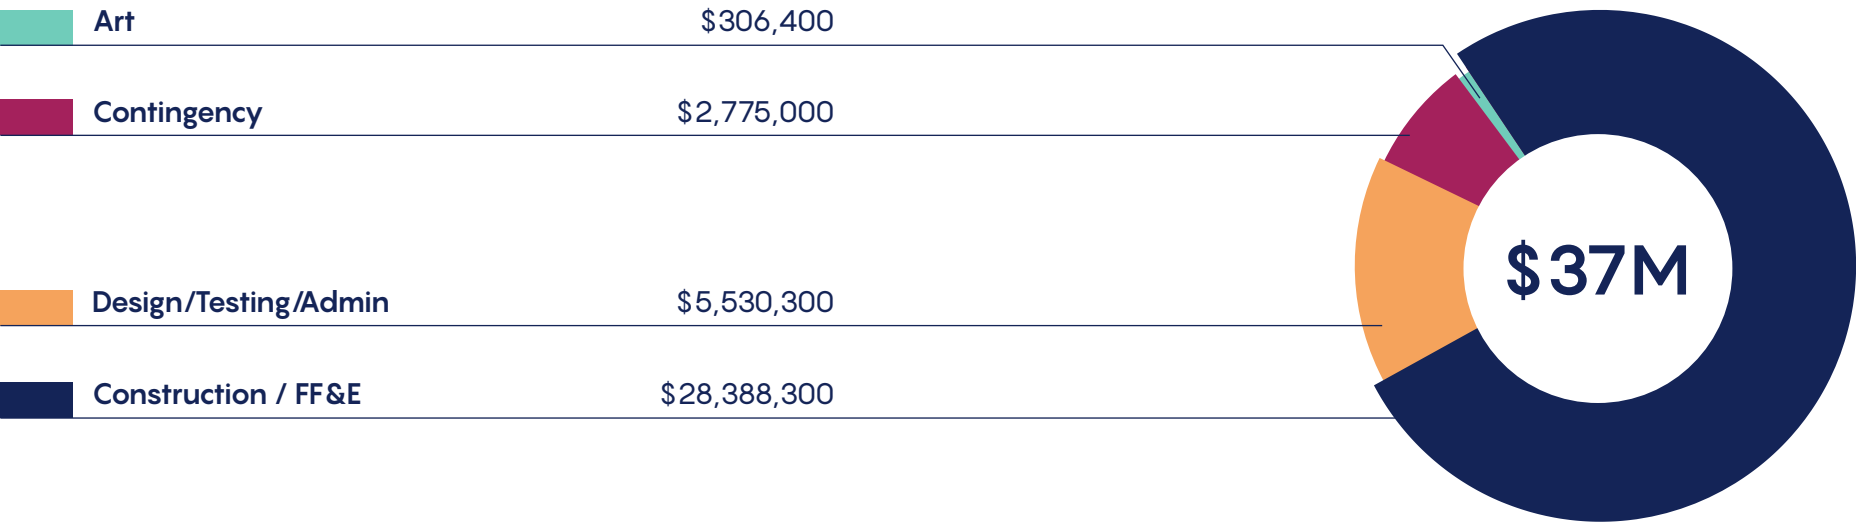 Art $306,400
Contingency $2,775,000
Design/Testing/Admin $5,530,300
Construction / FF&E $28,388,300
$37M